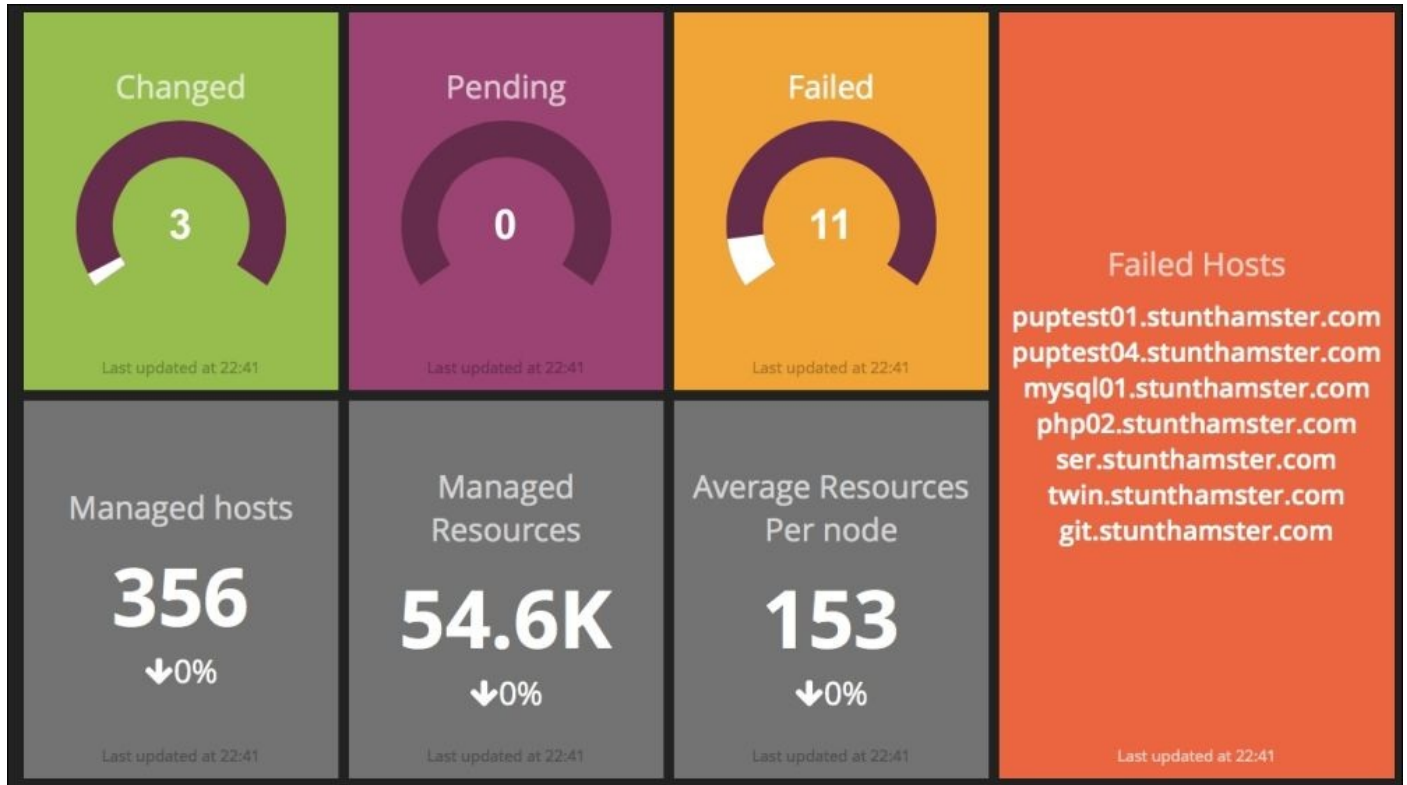 Changed
3
Last updated at 22:41
Pending
0
Last updated at 22:41
Failed
11
Last updated at 22:41
Failed Hosts
puptest01.stunthamster.com
puptest04.stunthamster.com
mysql01.stunthamster.com
php02.stunthamster.com
ser.stunthamster.com
twin.stunthamster.com
git.stunthamster.com
Last updated at 22:41
Managed hosts
356
↓0%
Last updated at 22:41
Managed
Resources
54.6K
↓0%
Last updated at 22:41
Average Resources
Per node
153
↓0%
Last updated at 22:41